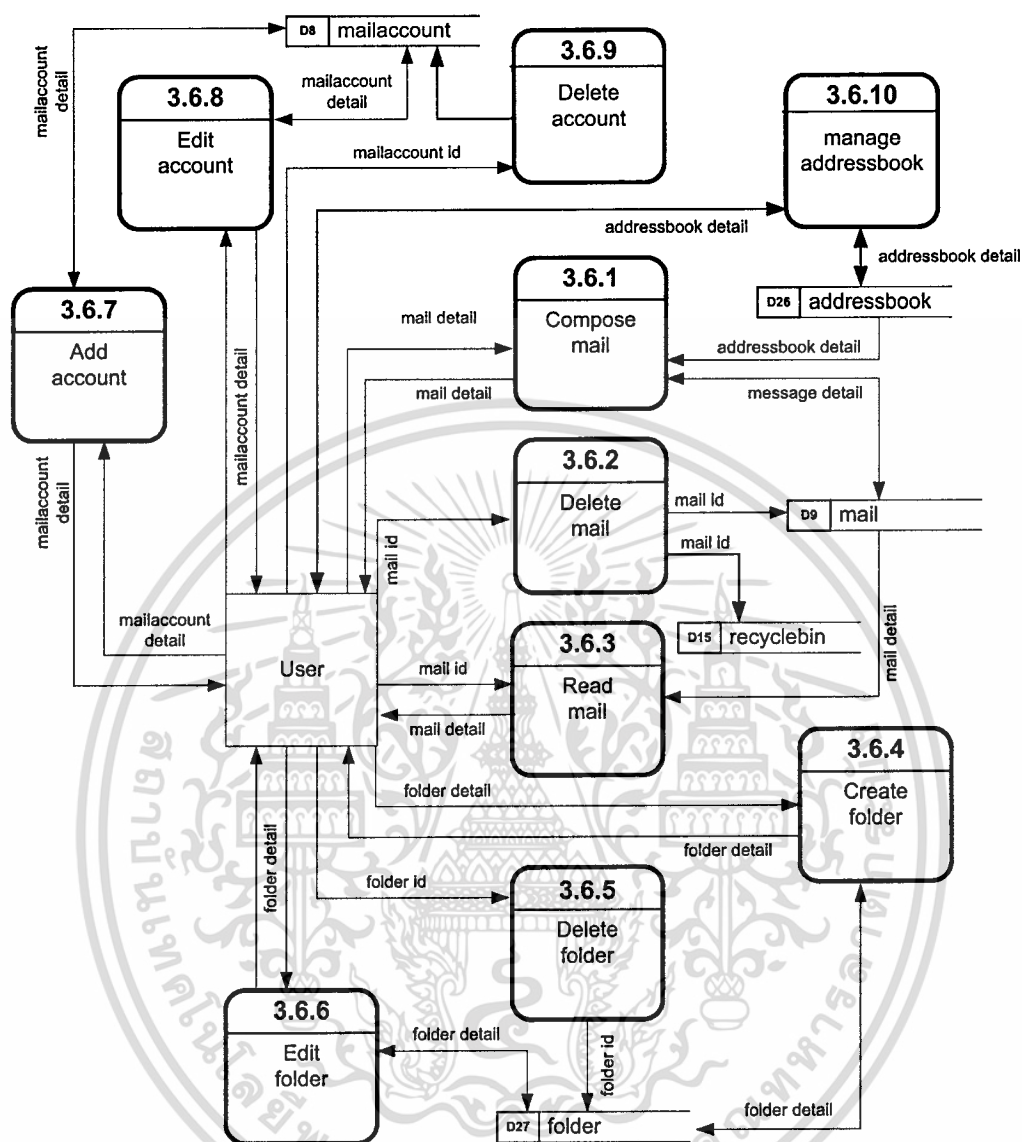 D8 mailaccount
3.6.9
Delete
account
3.6.8
Edit
account
mailaccount
detail
mailaccount
detail
mailaccount id
3.6.10
manage
addressbook
addressbook detail
addressbook detail
3.6.7
Add
account
3.6.1
Compose
mail
D26 addressbook
mail detail
addressbook detail
mail detail
message detail
mailaccount detail
mailaccount
detail
3.6.2
Delete
mail
mail id
mail id
D9 mail
mail id
mailaccount
detail
D15 recyclebin
mail detail
User
3.6.3
Read
mail
mail id
mail detail
3.6.4
Create
folder
folder detail
folder detail
folder detail
folder id
3.6.5
Delete
folder
3.6.6
Edit
folder
folder detail
folder id
D27 folder
folder detail